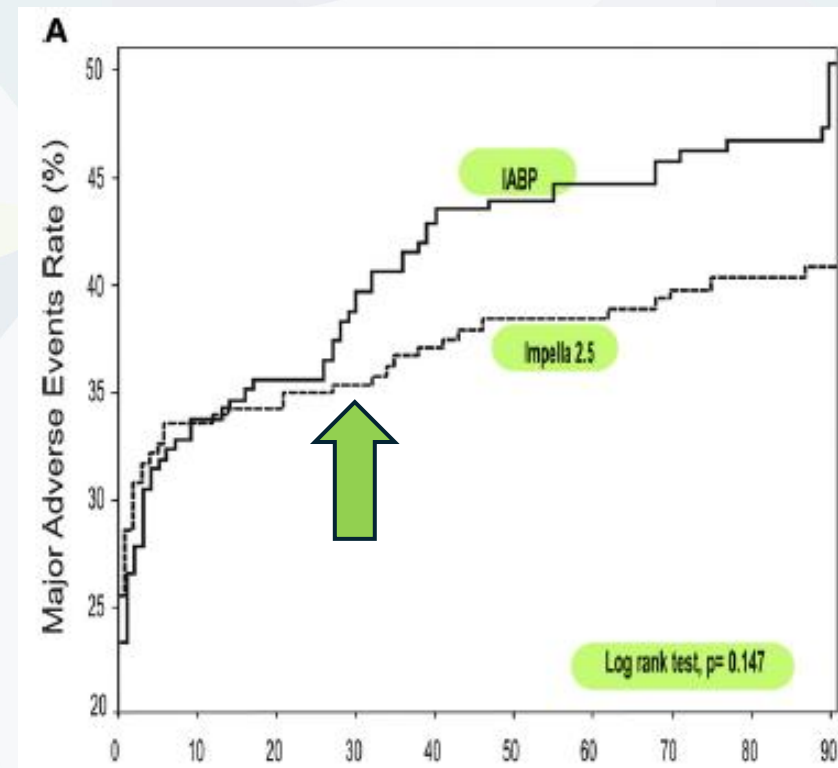 A
Major Adverse Events Rate (%)
50
45
40
35
30
25
20
IABP
Impella 2.5
Log rank test, p= 0.147
0 10 20 30 40 50 60 70 80 90